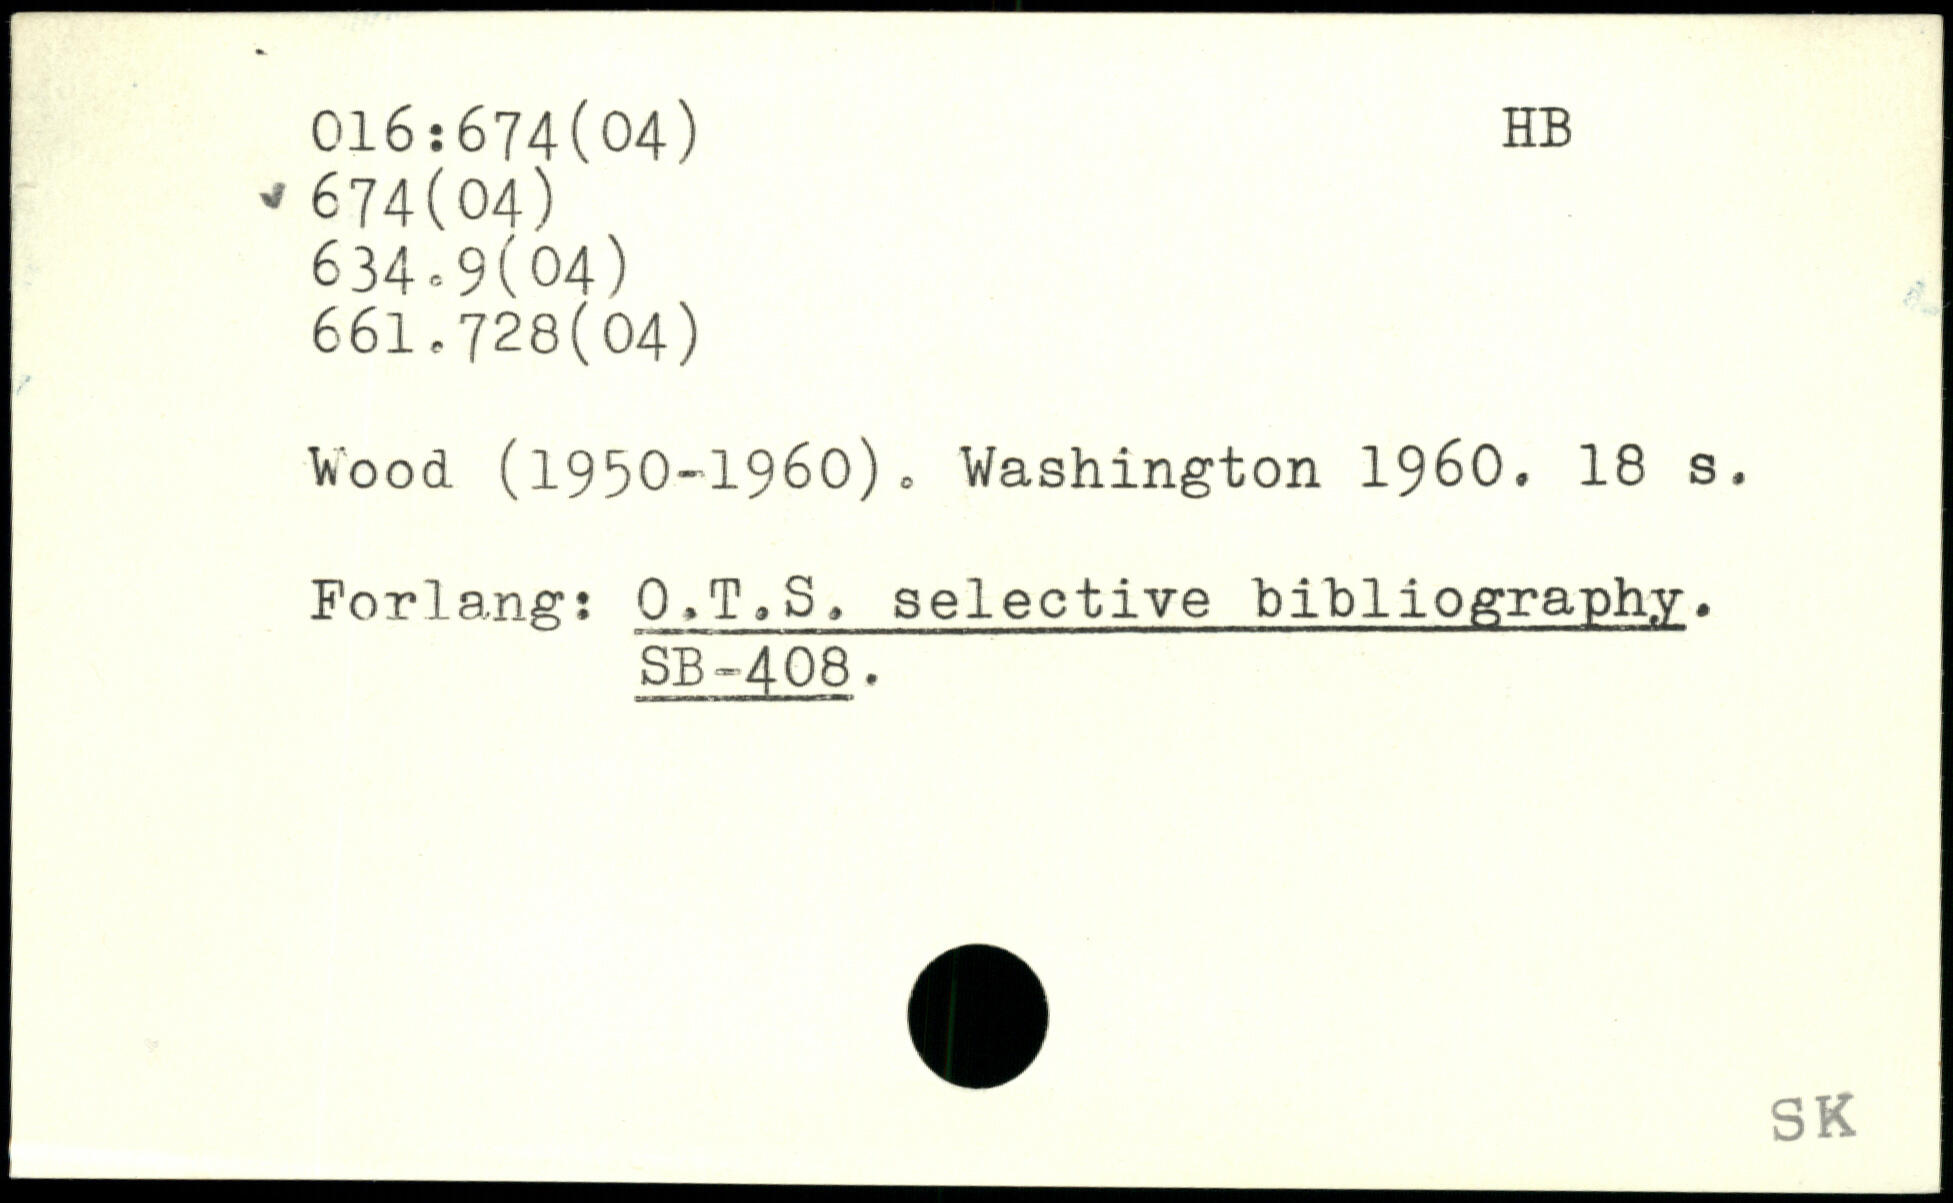 016:674(04) HB
✓ 674(04)
634.9(04)
661.728(04)
Wood (1950-1960). Washington 1960. 18 s.
Forlang: O.T.S. selective bibliography.
SB-408.
SK